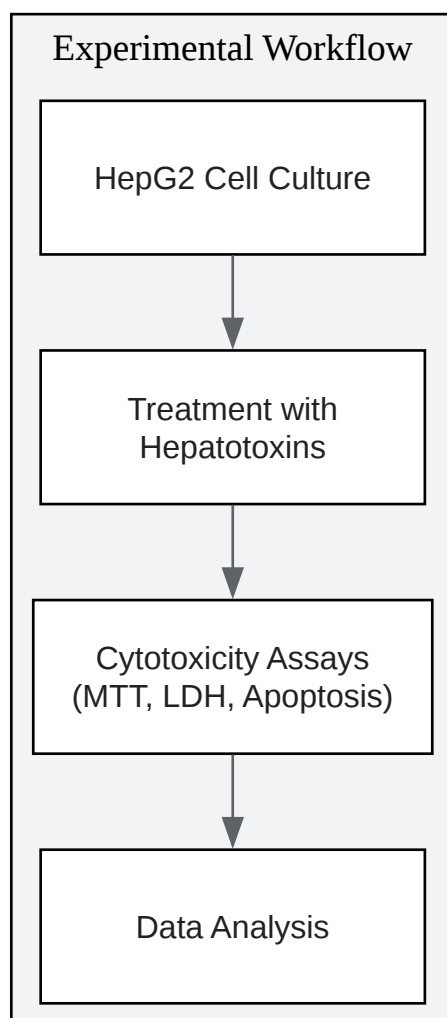 Experimental Workflow
HepG2 Cell Culture
Treatment with
Hepatotoxins
Cytotoxicity Assays
(MTT, LDH, Apoptosis)
Data Analysis